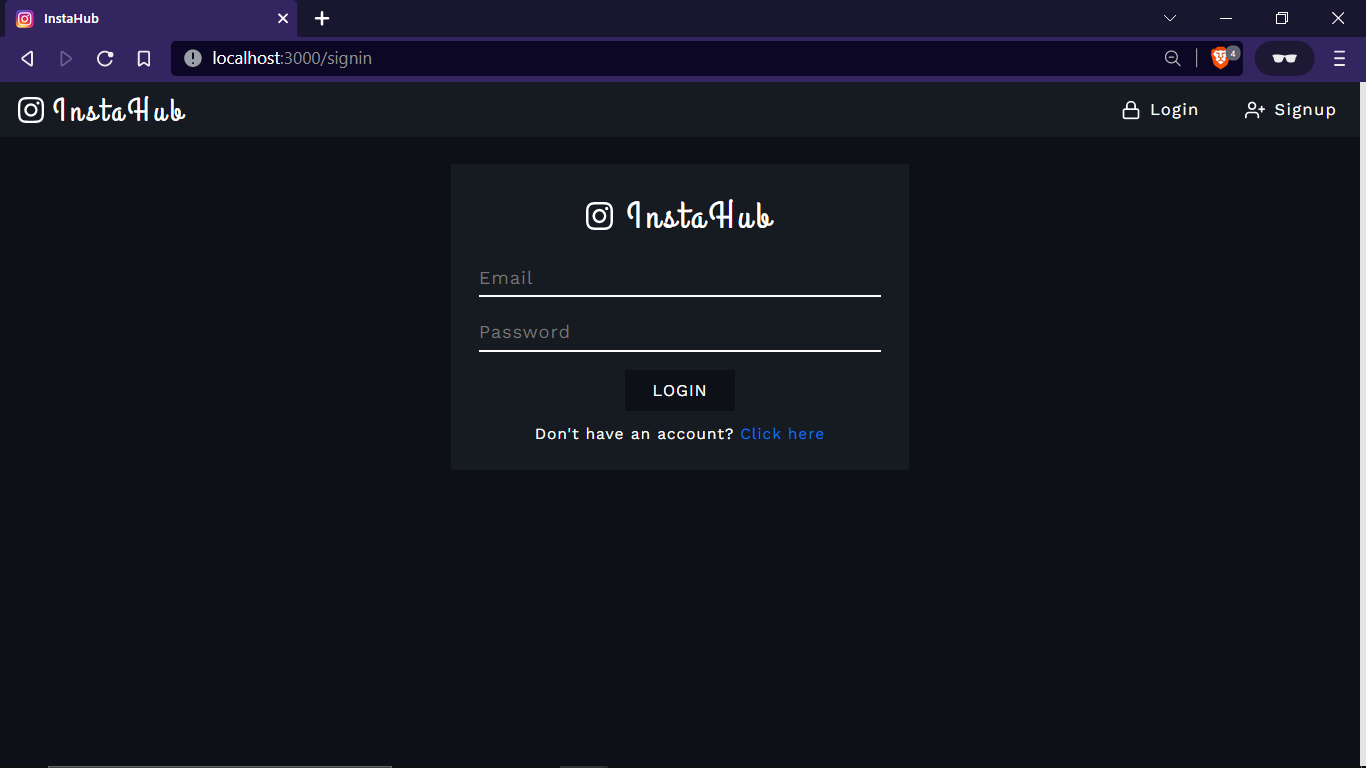 InstaHub
localhost:3000/signin
4
InstaHub
Login
Signup
InstaHub
Email
Password
LOGIN
Don't have an account? Click here